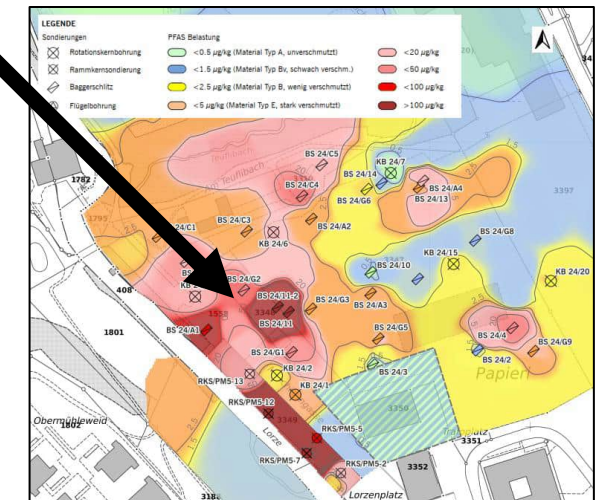 LEGENDE
Sondierungen
Rotationskernbohrung
Rammkernsondierung
Baggerschlitz
Flügelbohrung
PFAS Belastung
<0.5 µg/kg (Material Typ A, unverschmutzt)
<1.5 µg/kg (Material Typ Bv, schwach verschm.)
<2.5 µg/kg (Material Typ B, wenig verschmutzt)
<5 µg/kg (Material Typ E, stark verschmutzt)
<20 µg/kg
<50 µg/kg
<100 µg/kg
>100 µg/kg
Am Teuflibach
BS 24/C5
KB 24/7
BS 24/14
1782
BS 24/C4
BS 24/G6
BS 24/A4
BS 24/13
3397
1793
BS 24/C3
BS 24/A2
24/C1
KB 24/6
BS 24/G8
KB 24/15
BS 24/10
KB 24/20
BS 24/G2
408
BS 24/11-2
BS 24/G3
BS 24/A3
1801
BS 24/A1
BS 24/11
BS 24/G5
BS 24/4
BS 24/G9
BS 24/G1
BS 24/2
RKS/PM5-13
KB 24/2
BS 24/3
Papien
KB 24/1
RKS/PM5-12
3349
3350
Obermühleweid
1802
Lorze
RKS/PM5-5
3351
RKS/PM5-7
RKS/PM5-2
3352
Lorzenplatz